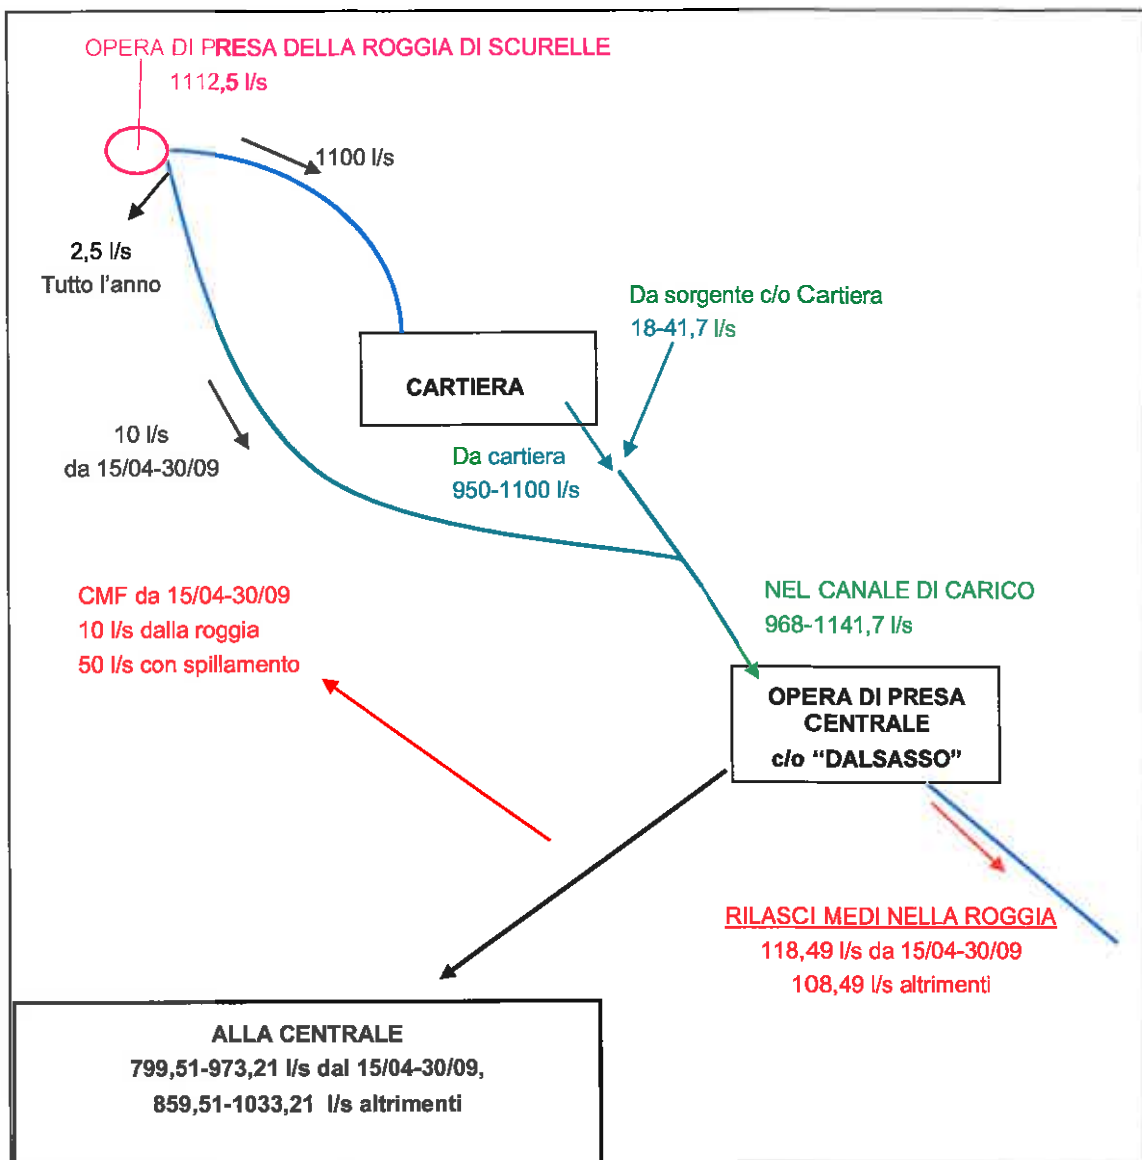 OPERA DI PRESA DELLA ROGGIA DI SCURELLE
1112,5 l/s
1100 l/s
2,5 l/s
Tutto l'anno
Da sorgente c/o Cartiera
18-41,7 l/s
CARTIERA
10 l/s
da 15/04-30/09
Da cartiera
950-1100 l/s
CMF da 15/04-30/09
10 l/s dalla roggia
50 l/s con spillamento
NEL CANALE DI CARICO
968-1141,7 l/s
OPERA DI PRESA
CENTRALE
c/o “DALSASSO”
RILASCI MEDI NELLA ROGGIA
118,49 l/s da 15/04-30/09
108,49 l/s altrimenti
ALLA CENTRALE
799,51-973,21 l/s dal 15/04-30/09,
859,51-1033,21 l/s altrimenti